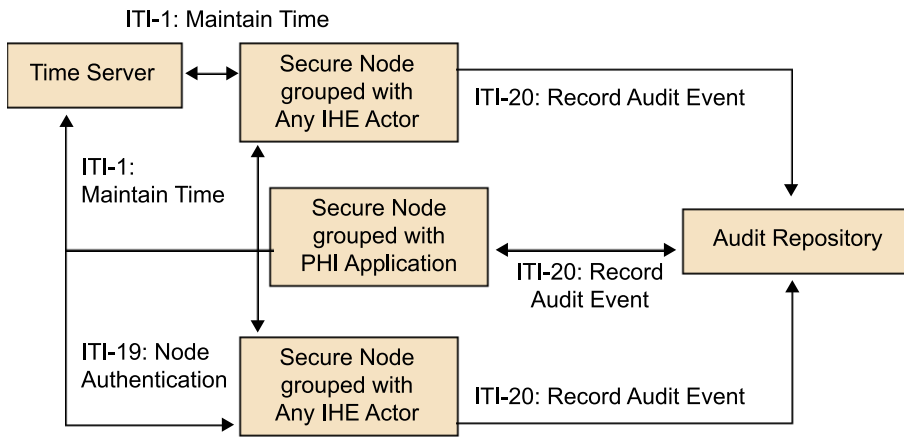 ITI-1: Maintain Time
Time Server
Secure Node
grouped with
Any IHE Actor
ITI-20: Record Audit Event
ITI-1:
Maintain Time
Secure Node
grouped with
PHI Application
Audit Repository
ITI-20: Record
Audit Event
ITI-19: Node
Authentication
Secure Node
grouped with
Any IHE Actor
ITI-20: Record Audit Event